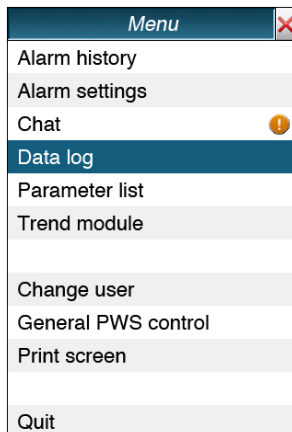 Menu
Alarm history
Alarm settings
Chat
Data log
Parameter list
Trend module
Change user
General PWS control
Print screen
Quit